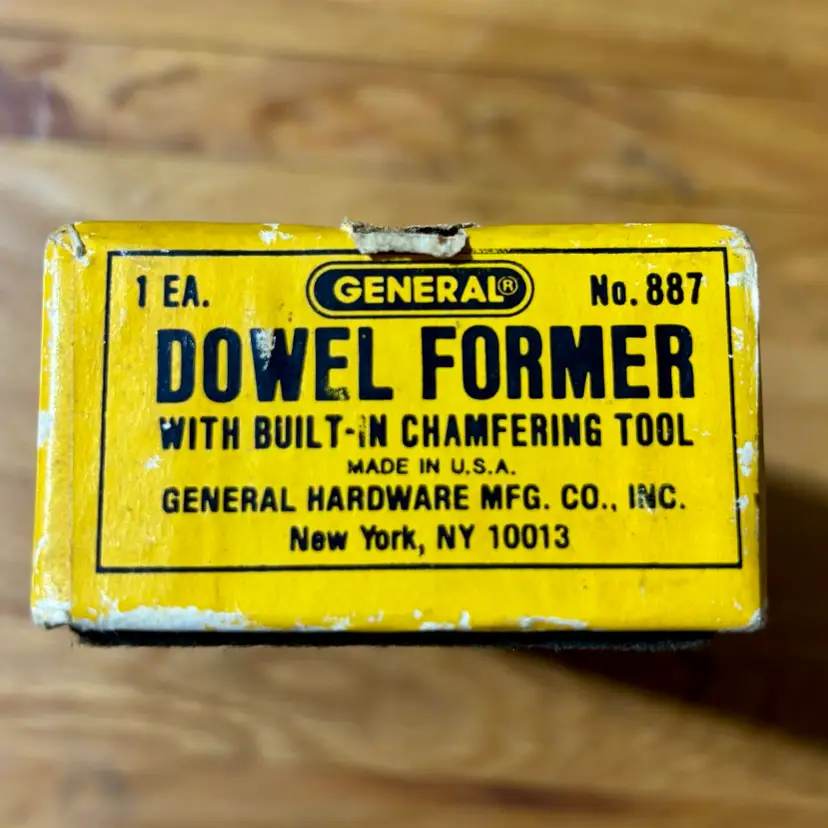 1 EA. GENERAL® No. 887
DOWEL FORMER
WITH BUILT-IN CHAMFERING TOOL
MADE IN U.S.A.
GENERAL HARDWARE MFG. CO., INC.
New York, NY 10013